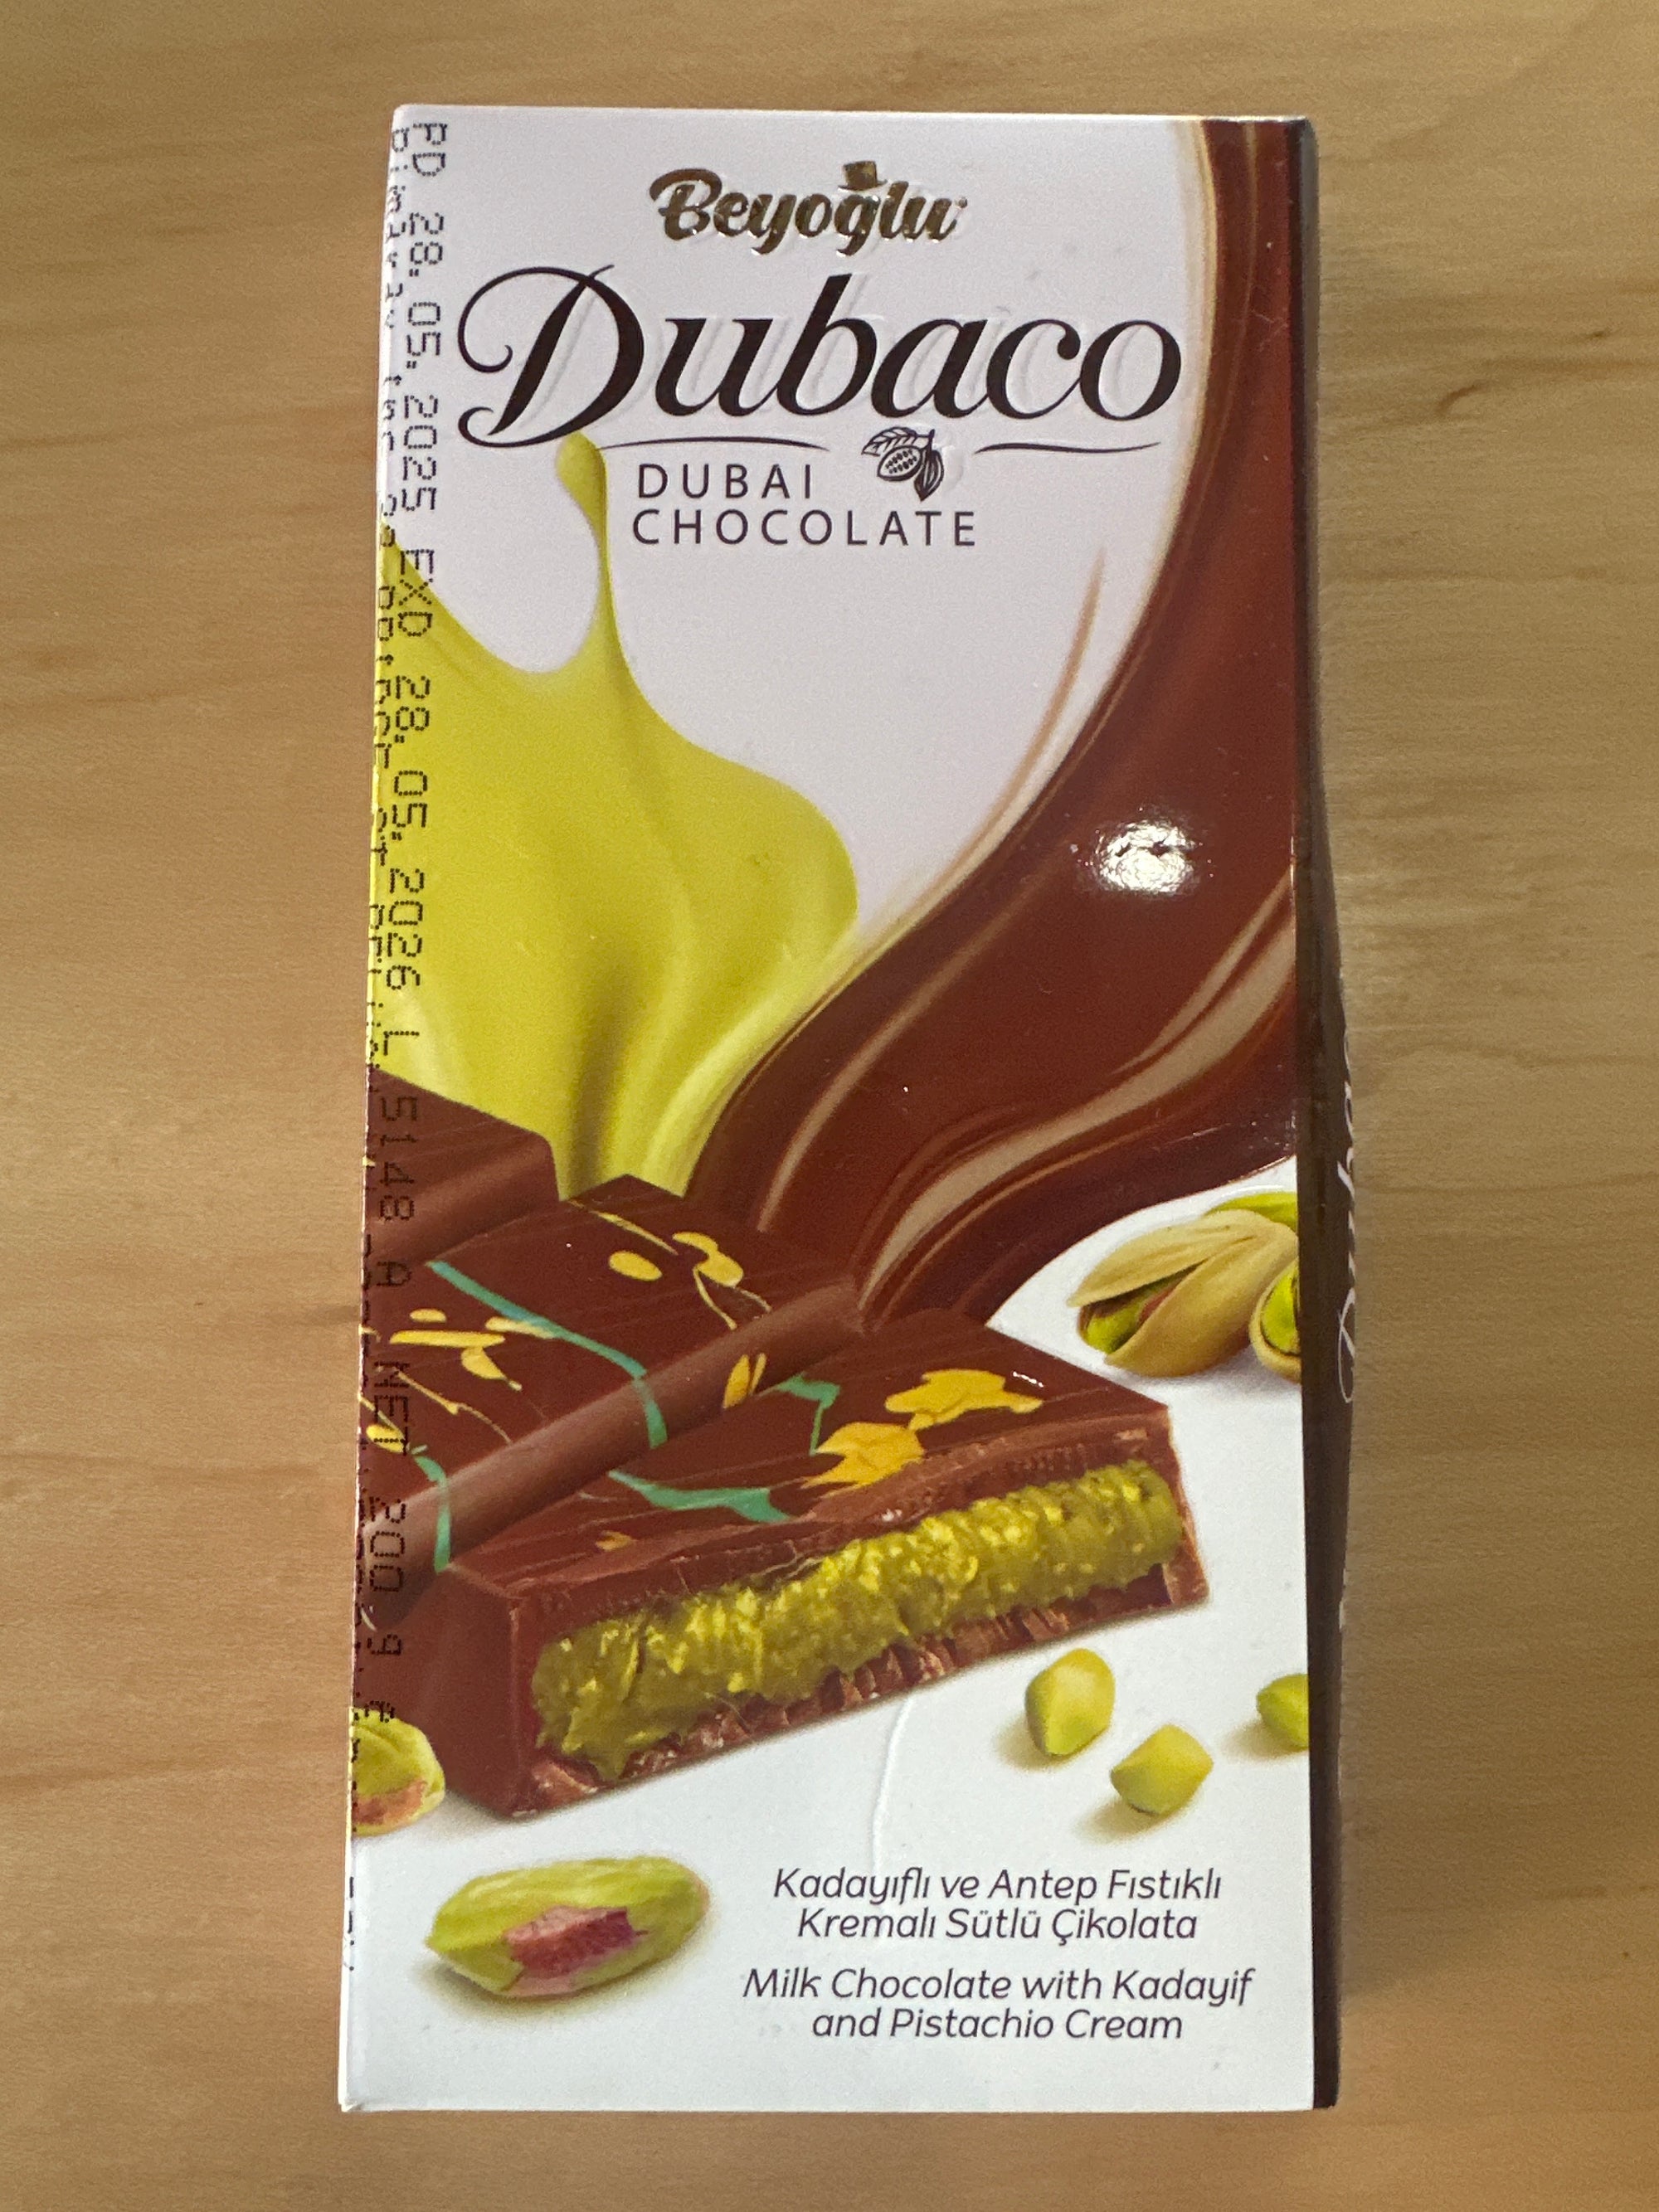 Beyoğlu
Dubaco
DUBAI
CHOCOLATE
PD 28.05.2025 EXD 28.05.2026 L 5148 A NET 200 g
Kadayıflı ve Antep Fıstıklı
Kremalı Sütlü Çikolata
Milk Chocolate with Kadayif
and Pistachio Cream